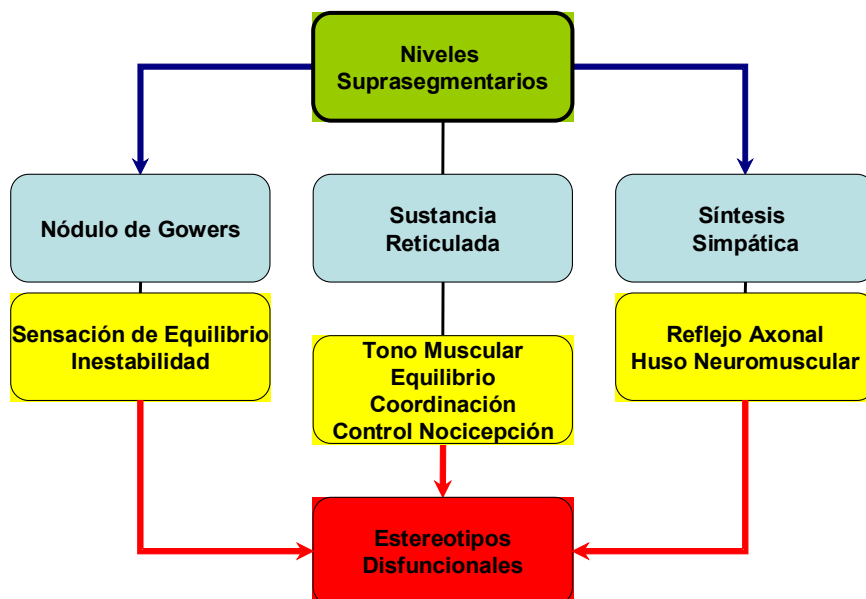 Niveles
Suprasegmentarios
Nódulo de Gowers
Sustancia
Reticulada
Síntesis
Simpática
Sensación de Equilibrio
Inestabilidad
Tono Muscular
Equilibrio
Coordinación
Control Nocicepción
Reflejo Axonal
Huso Neuromuscular
Estereotipos
Disfuncionales